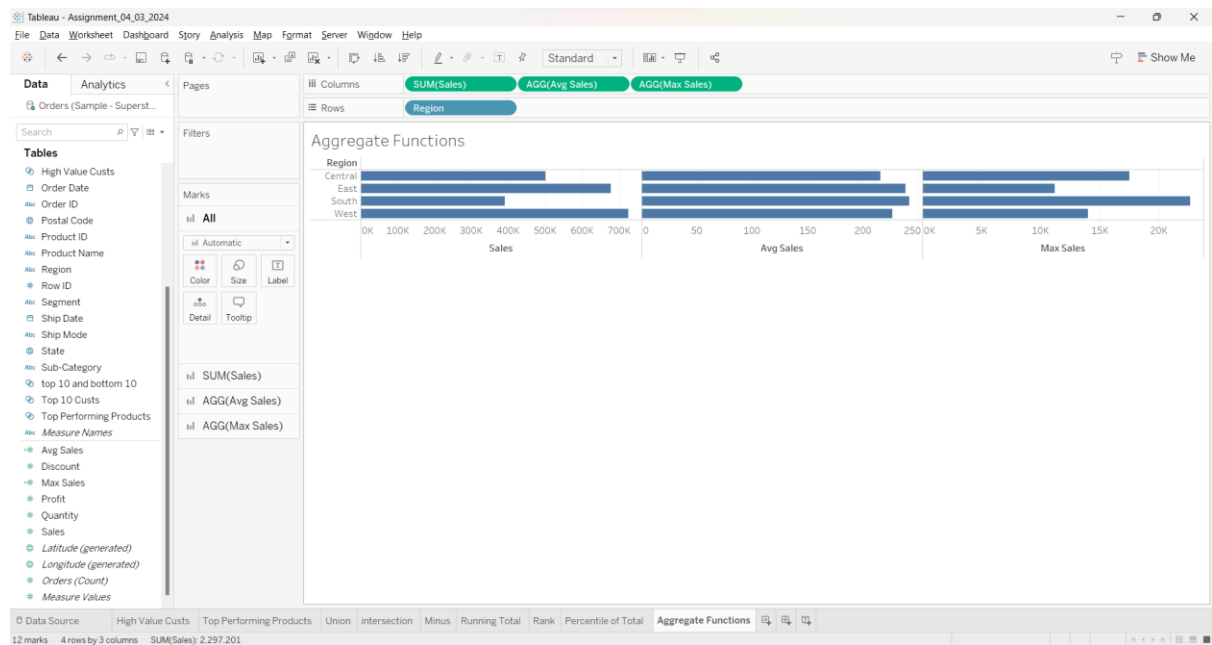 Tableau - Assignment_04_03_2024
File Data Worksheet Dashboard Story Analysis Map Format Server Window Help
Standard
Show Me
Data Analytics
Orders (Sample - Superst...
Search
Tables
High Value Custs
Order Date
Abc Order ID
Postal Code
Abc Product ID
Abc Product Name
Abc Region
# Row ID
Abc Segment
Ship Date
Abc Ship Mode
State
Abc Sub-Category
top 10 and bottom 10
Top 10 Custs
Top Performing Products
Abc Measure Names
=# Avg Sales
# Discount
=# Max Sales
# Profit
# Quantity
# Sales
Latitude (generated)
Longitude (generated)
# Orders (Count)
# Measure Values
Pages
Filters
Marks
All
Automatic
Color Size Label
Detail Tooltip
SUM(Sales)
AGG(Avg Sales)
AGG(Max Sales)
Columns SUM(Sales) AGG(Avg Sales) AGG(Max Sales)
Rows Region
Aggregate Functions
Region
Central
East
South
West
0K 100K 200K 300K 400K 500K 600K 700K 0 50 100 150 200 250 0K 5K 10K 15K 20K
Sales Avg Sales Max Sales
Data Source High Value Custs Top Performing Products Union intersection Minus Running Total Rank Percentile of Total Aggregate Functions
12 marks 4 rows by 3 columns SUM(Sales): 2.297.201